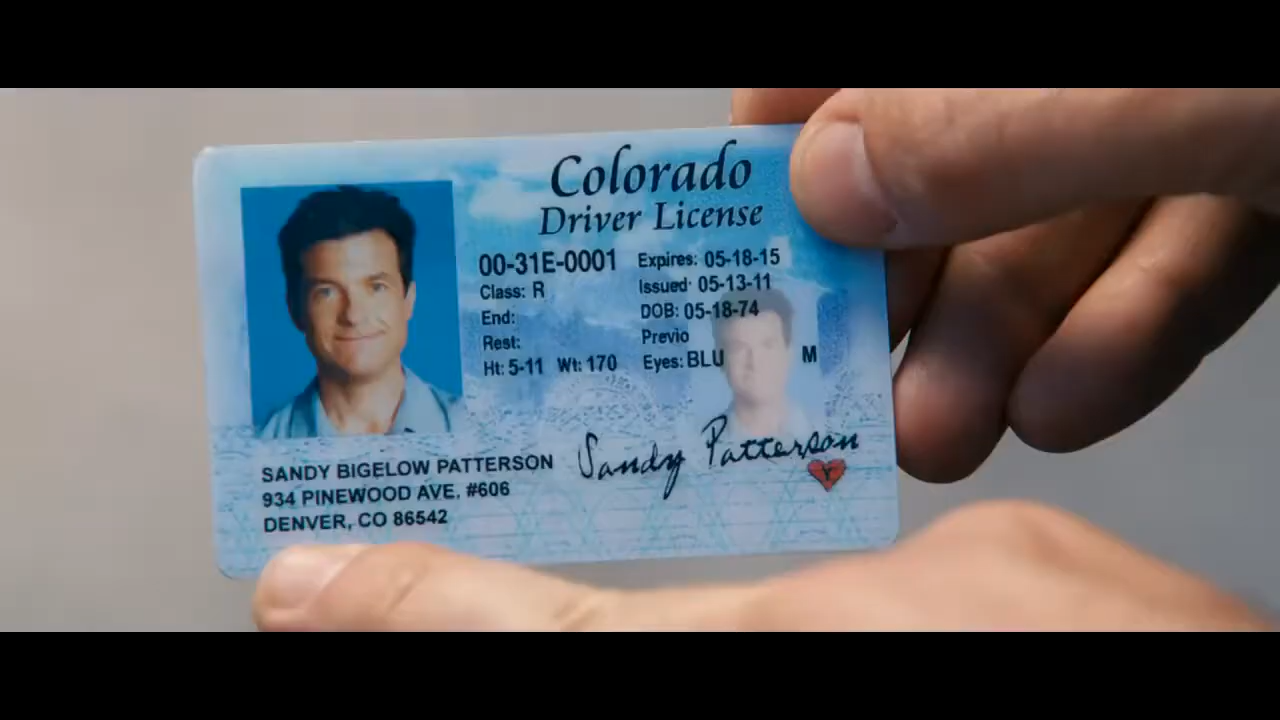 Colorado
Driver License
00-31E-0001
Class: R
End:
Rest:
Ht: 5-11 Wt: 170
Expires: 05-18-15
Issued: 05-13-11
DOB: 05-18-74
Previo
Eyes: BLU M
Sandy Patterson
Y
SANDY BIGELOW PATTERSON
934 PINEWOOD AVE. #606
DENVER, CO 86542